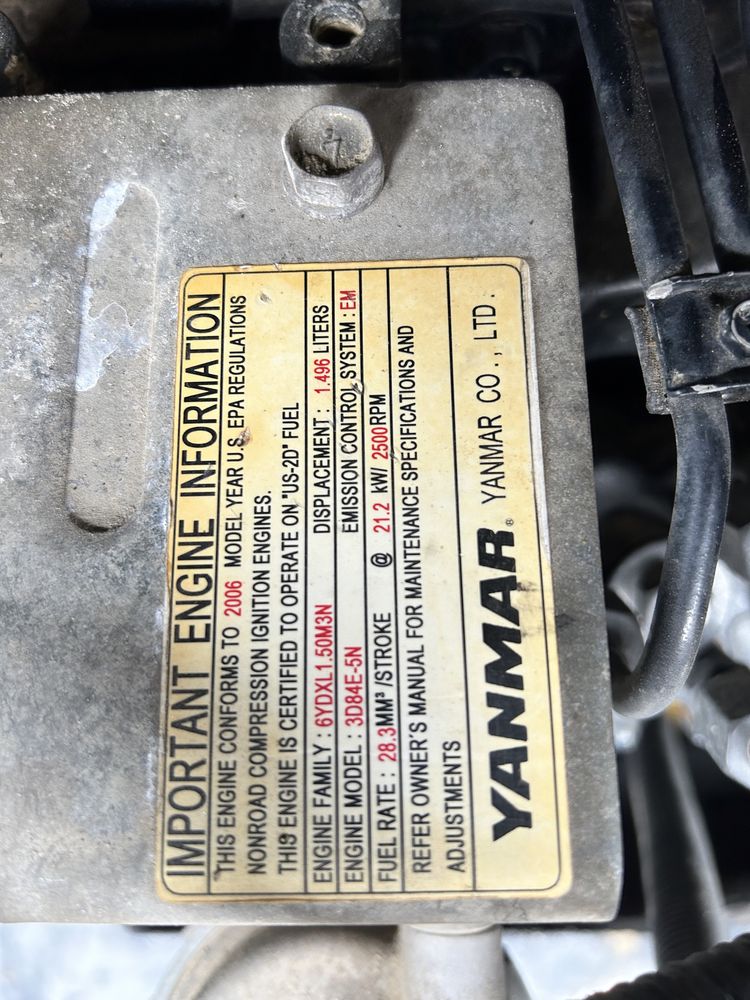 7
IMPORTANT ENGINE INFORMATION
THIS ENGINE CONFORMS TO 2006 MODEL YEAR U.S. EPA REGULATIONS
NONROAD COMPRESSION IGNITION ENGINES.
THIS ENGINE IS CERTIFIED TO OPERATE ON "US-2D" FUEL
ENGINE FAMILY : 6YDXL1.50M3N DISPLACEMENT : 1.496 LITERS
ENGINE MODEL : 3D84E-5N EMISSION CONTROL SYSTEM : EM
FUEL RATE : 28.3MM³ /STROKE @ 21.2 kW/ 2500RPM
REFER OWNER'S MANUAL FOR MAINTENANCE SPECIFICATIONS AND
ADJUSTMENTS
YANMAR® YANMAR CO., LTD.